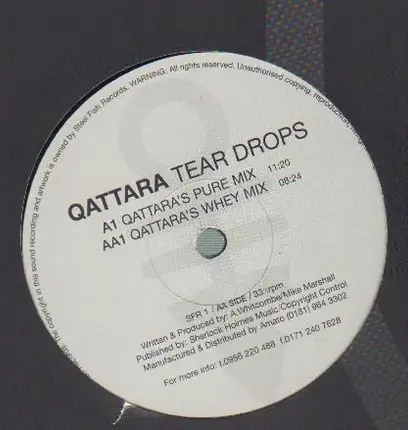 The copyright in this sound recording and artwork is owned by Steel Fish Records. WARNING: All rights reserved. Unauthorised copying, reproduction,
QATTARA TEAR DROPS
A1 QATTARA'S PURE MIX 11:20
AA1 QATTARA'S WHEY MIX 08:24
SFR 1 / AA SIDE / 33 rpm
Written & Produced by: A.Whitcombe/Mike Marshall
Published by: Sherlock Holmes Music/Copyright Control
Manufactured & Distributed by Amato (0181) 964 3302
For more info: t.0956 220 488 f.0171 240 7628